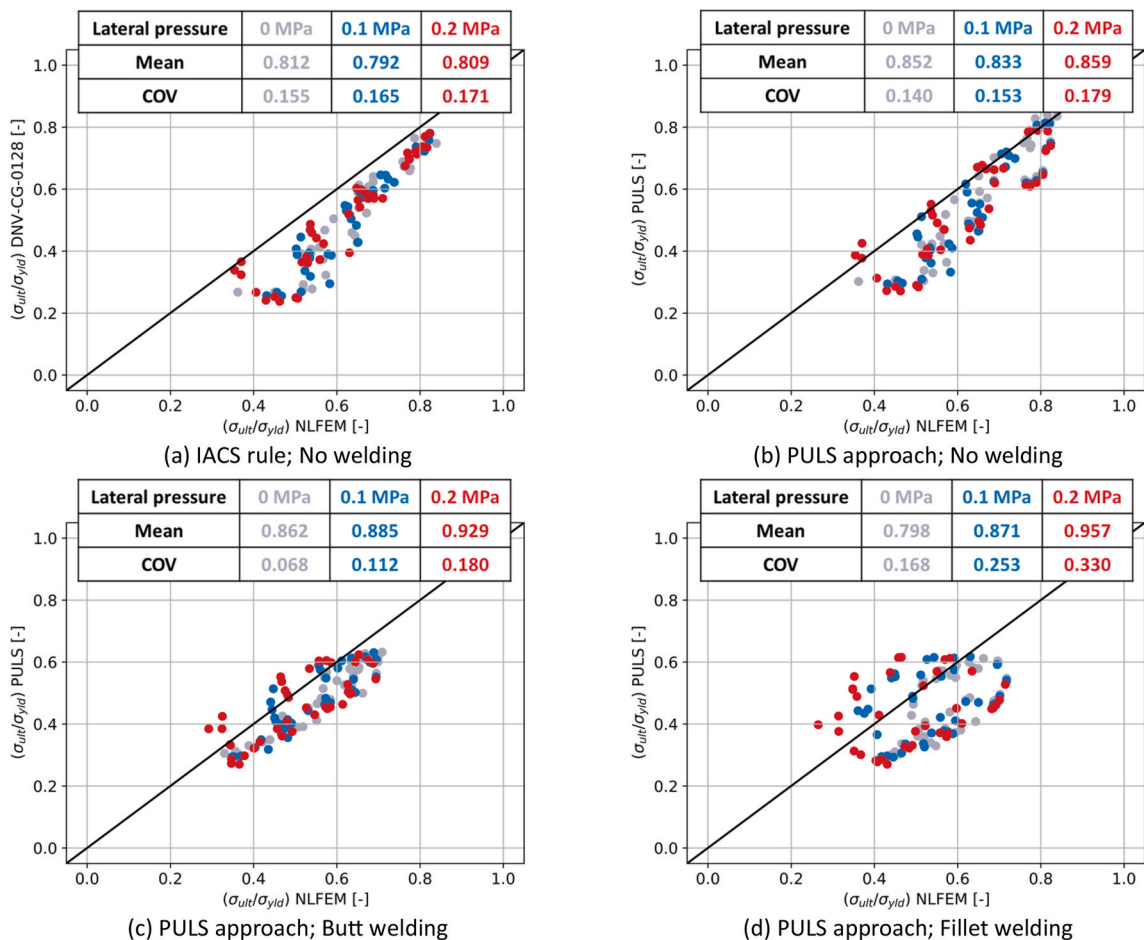 Lateral pressure 0 MPa 0.1 MPa 0.2 MPa
Mean 0.812 0.792 0.809
COV 0.155 0.165 0.171
1.0
0.8
0.6
0.4
0.2
0.0
(σult/σyld) DNV-CG-0128 [-]
0.0 0.2 0.4 0.6 0.8 1.0
(σult/σyld) NLFEM [-]
(a) IACS rule; No welding
Lateral pressure 0 MPa 0.1 MPa 0.2 MPa
Mean 0.852 0.833 0.859
COV 0.140 0.153 0.179
1.0
0.8
0.6
0.4
0.2
0.0
(σult/σyld) PULS [-]
0.0 0.2 0.4 0.6 0.8 1.0
(σult/σyld) NLFEM [-]
(b) PULS approach; No welding
Lateral pressure 0 MPa 0.1 MPa 0.2 MPa
Mean 0.862 0.885 0.929
COV 0.068 0.112 0.180
1.0
0.8
0.6
0.4
0.2
0.0
(σult/σyld) PULS [-]
0.0 0.2 0.4 0.6 0.8 1.0
(σult/σyld) NLFEM [-]
(c) PULS approach; Butt welding
Lateral pressure 0 MPa 0.1 MPa 0.2 MPa
Mean 0.798 0.871 0.957
COV 0.168 0.253 0.330
1.0
0.8
0.6
0.4
0.2
0.0
(σult/σyld) PULS [-]
0.0 0.2 0.4 0.6 0.8 1.0
(σult/σyld) NLFEM [-]
(d) PULS approach; Fillet welding